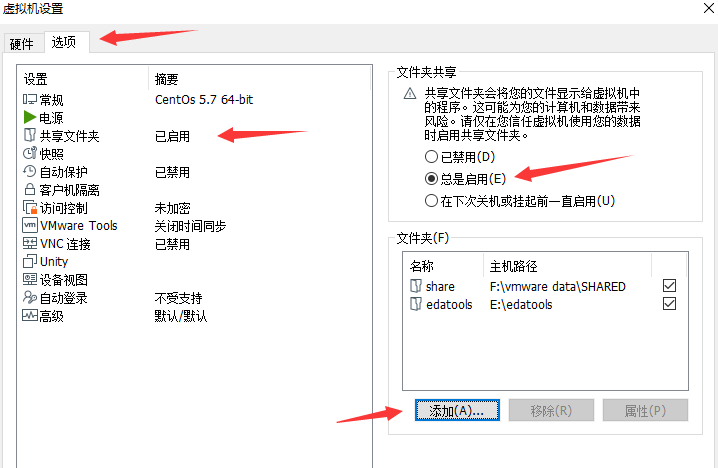 虚拟机设置
硬件 选项
设置 摘要
常规 CentOs 5.7 64-bit
电源
共享文件夹 已启用
快照
自动保护 已禁用
客户机隔离
访问控制 未加密
VMware Tools 关闭时间同步
VNC 连接 已禁用
Unity
设备视图
自动登录 不受支持
高级 默认/默认
文件夹共享
共享文件夹会将您的文件显示给虚拟机中
的程序。这可能为您的计算机和数据带来
风险。请仅在您信任虚拟机使用您的数据
时启用共享文件夹。
已禁用(D)
总是启用(E)
在下次关机或挂起前一直启用(U)
文件夹(F)
名称 主机路径
share F:\vmware data\SHARED
edatools E:\edatools
添加(A)... 移除(R) 属性(P)